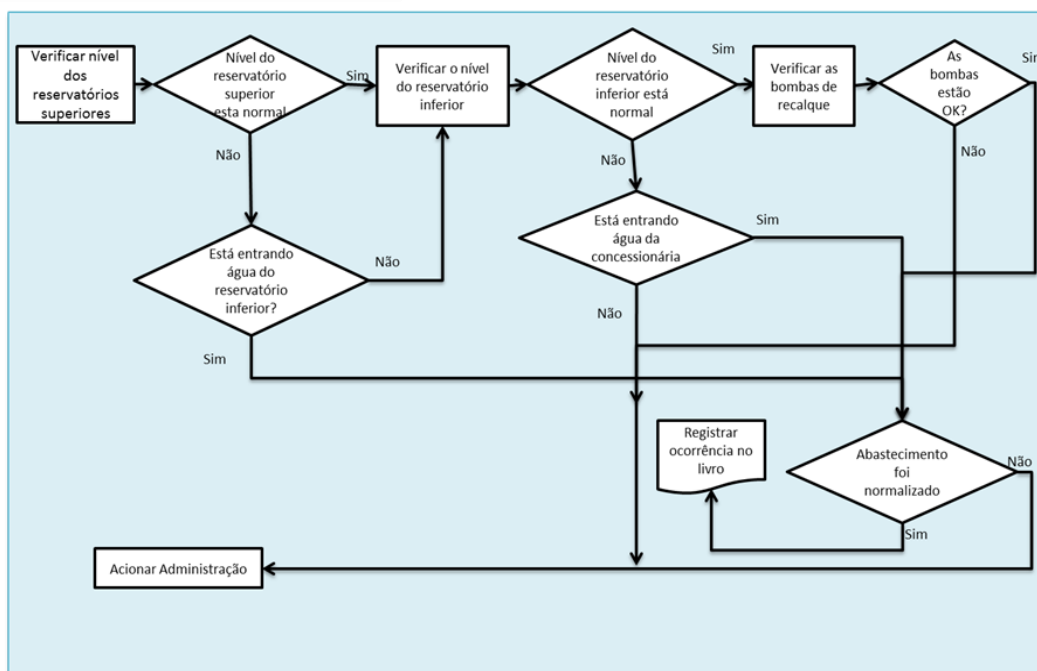 Verificar nível
dos
reservatórios
superiores
Nível do
reservatório
superior
esta normal
Sim
Verificar o nível
do reservatório
inferior
Nível do
reservatório
inferior está
normal
Sim
Verificar as
bombas de
recalque
As
bombas
estão
OK?
Sim
Não
Não
Não
Está entrando
água do
reservatório
inferior?
Não
Sim
Está entrando
água da
concessionária
Sim
Não
Registrar
ocorrência no
livro
Abastecimento
foi
normalizado
Não
Sim
Acionar Administração